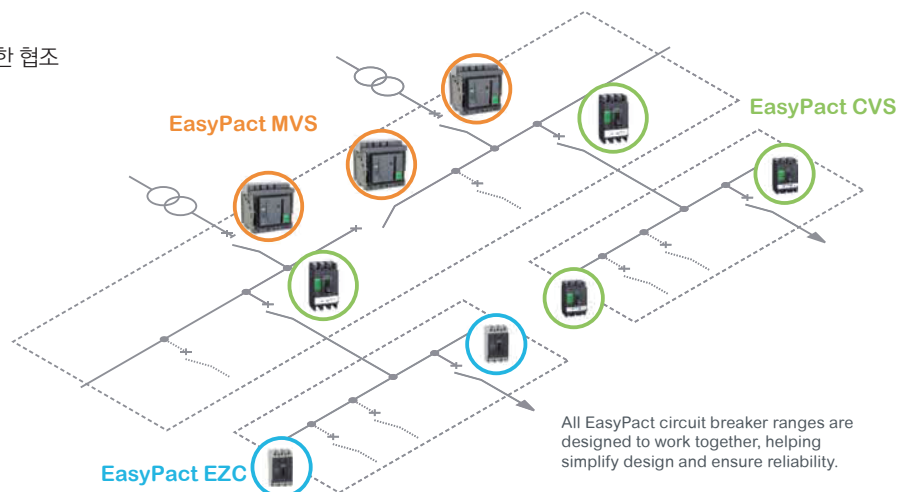 한 협조
EasyPact MVS
EasyPact CVS
EasyPact EZC
All EasyPact circuit breaker ranges are
designed to work together, helping
simplify design and ensure reliability.